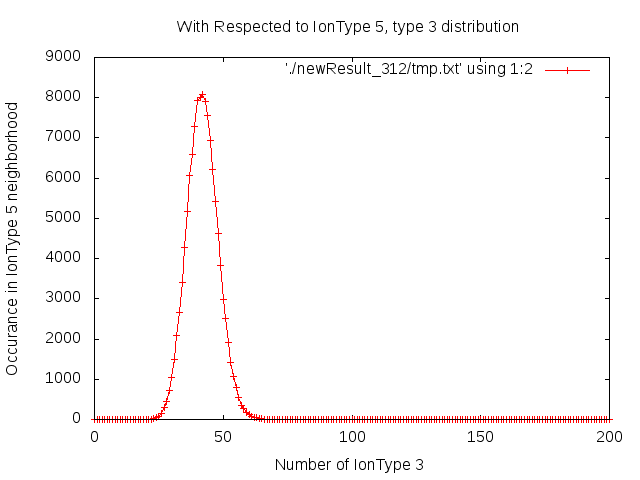 With Respected to IonType 5, type 3 distribution
'./newResult_312/tmp.txt' using 1:2
9000
8000
7000
6000
5000
4000
3000
2000
1000
0
Occurance in IonType 5 neighborhood
0 50 100 150 200
Number of IonType 3